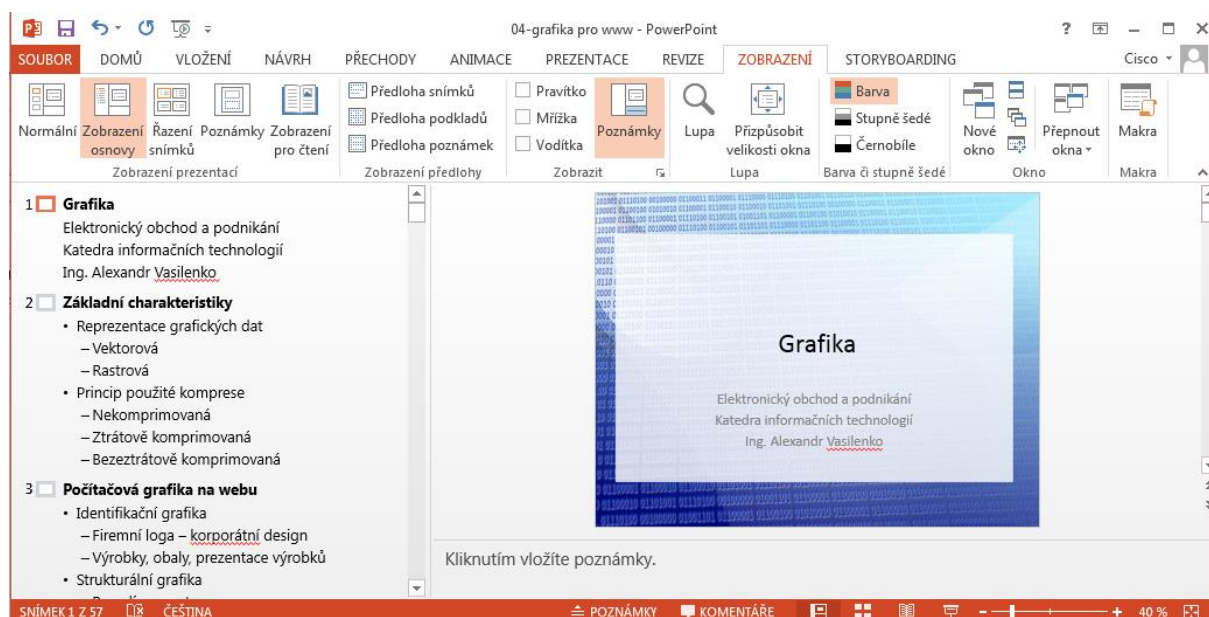 04-grafika pro www - PowerPoint
SOUBOR DOMŮ VLOŽENÍ NÁVRH PŘECHODY ANIMACE PREZENTACE REVIZE ZOBRAZENÍ STORYBOARDING Cisco
Normální
Zobrazení osnovy
Řazení snímků
Poznámky
Zobrazení pro čtení
Zobrazení prezentací
Předloha snímků
Předloha podkladů
Předloha poznámek
Zobrazení předlohy
Pravítko
Mřížka
Vodítka
Poznámky
Zobrazit
Lupa
Přizpůsobit velikosti okna
Lupa
Barva
Stupně šedé
Černobíle
Barva či stupně šedé
Nové okno
Přepnout okna
Okno
Makra
Makra
1 Grafika
Elektronický obchod a podnikání
Katedra informačních technologií
Ing. Alexandr Vasilenko
2 Základní charakteristiky
• Reprezentace grafických dat
– Vektorová
– Rastrová
• Princip použité komprese
– Nekomprimovaná
– Ztrátově komprimovaná
– Bezeztrátově komprimovaná
3 Počítačová grafika na webu
• Identifikační grafika
– Firemní loga – korporátní design
– Výrobky, obaly, prezentace výrobků
• Strukturální grafika
Grafika
Elektronický obchod a podnikání
Katedra informačních technologií
Ing. Alexandr Vasilenko
Kliknutím vložíte poznámky.
SNÍMEK 1 Z 57 ČEŠTINA POZNÁMKY KOMENTÁŘE 40 %